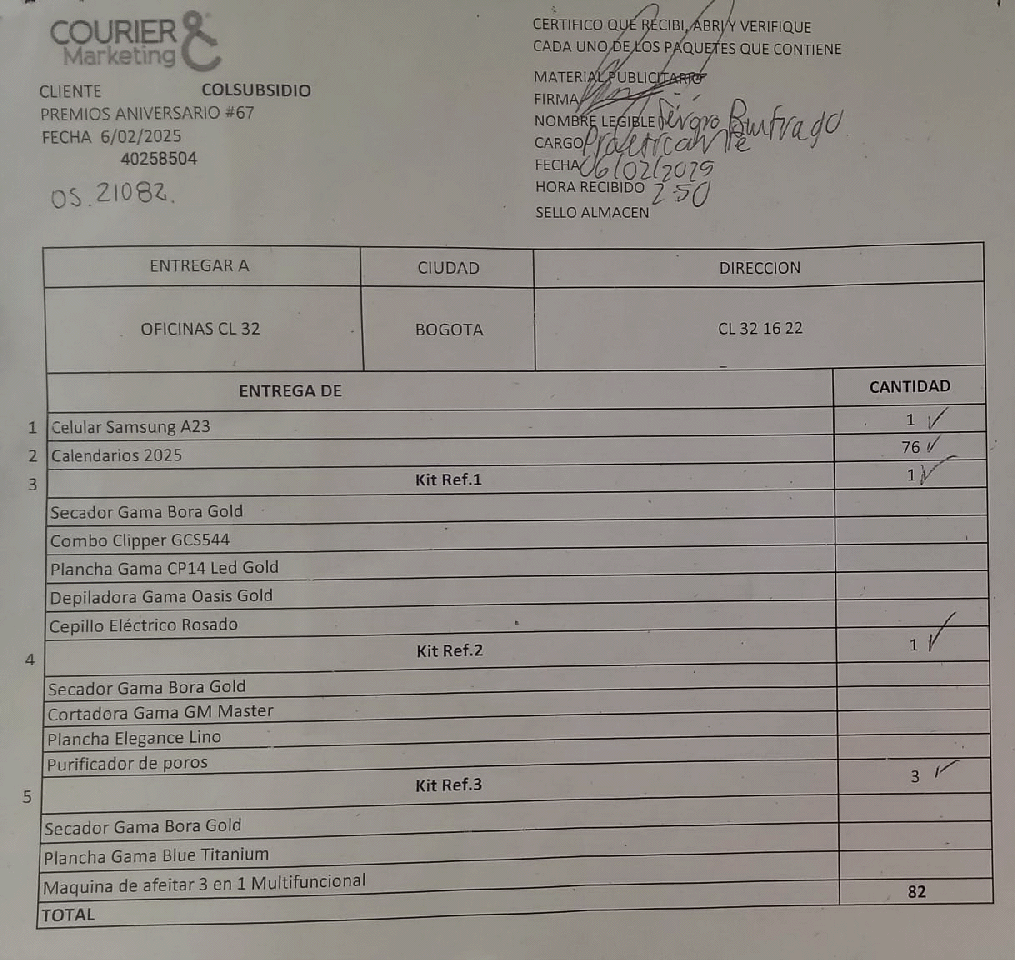 COURIER &
Marketing
CLIENTE COLSUBSIDIO
PREMIOS ANIVERSARIO #67
FECHA 6/02/2025
40258504
OS. 21082.
CERTIFICO QUE RECIBI, ABRI Y VERIFIQUE
CADA UNO DE LOS PAQUETES QUE CONTIENE
MATERIAL PUBLICITARIO
FIRMA
NOMBRE LEGIBLE Sergio
CARGO Practicante
FECHA 06/02/2025
HORA RECIBIDO 2 50
SELLO ALMACEN
ENTREGAR A CIUDAD DIRECCION
OFICINAS CL 32 BOGOTA CL 32 16 22
ENTREGA DE CANTIDAD
1 Celular Samsung A23 1 ✓
2 Calendarios 2025 76 ✓
3 Kit Ref.1 1 ✓
Secador Gama Bora Gold
Combo Clipper GCS544
Plancha Gama CP14 Led Gold
Depiladora Gama Oasis Gold
Cepillo Eléctrico Rosado
4 Kit Ref.2 1 ✓
Secador Gama Bora Gold
Cortadora Gama GM Master
Plancha Elegance Lino
Purificador de poros
5 Kit Ref.3 3 ✓
Secador Gama Bora Gold
Plancha Gama Blue Titanium
Maquina de afeitar 3 en 1 Multifuncional
TOTAL 82